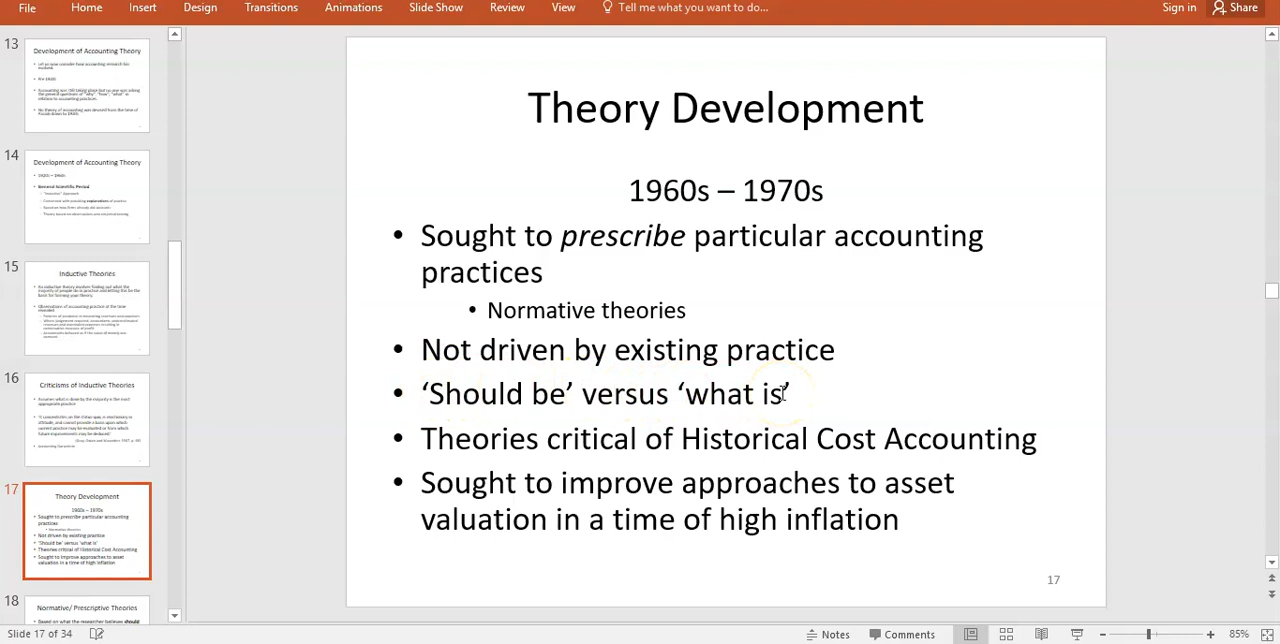 File Home Insert Design Transitions Animations Slide Show Review View Tell me what you want to do... Sign in Share
13
Development of Accounting Theory
14
Development of Accounting Theory
1920s – 1960s
General Scientific Period
15
Inductive Theories
16
Criticisms of Inductive Theories
17
Theory Development
1960s – 1970s
Sought to prescribe particular accounting
practices
Normative theories
Not driven by existing practice
'Should be' versus 'what is'
Theories critical of Historical Cost Accounting
Sought to improve approaches to asset
valuation in a time of high inflation
18
Normative/ Prescriptive Theories
Based on what the researcher believes should
Theory Development
1960s – 1970s
• Sought to prescribe particular accounting
practices
• Normative theories
• Not driven by existing practice
• ‘Should be’ versus ‘what is’
• Theories critical of Historical Cost Accounting
• Sought to improve approaches to asset
valuation in a time of high inflation
17
Slide 17 of 34 Notes Comments 85%